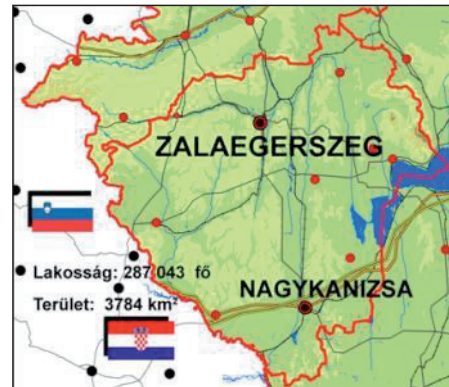 ZALAEGERSZEG
Lakosság: 287 043 fő
NAGYKANIZSA
Terület: 3784 km²